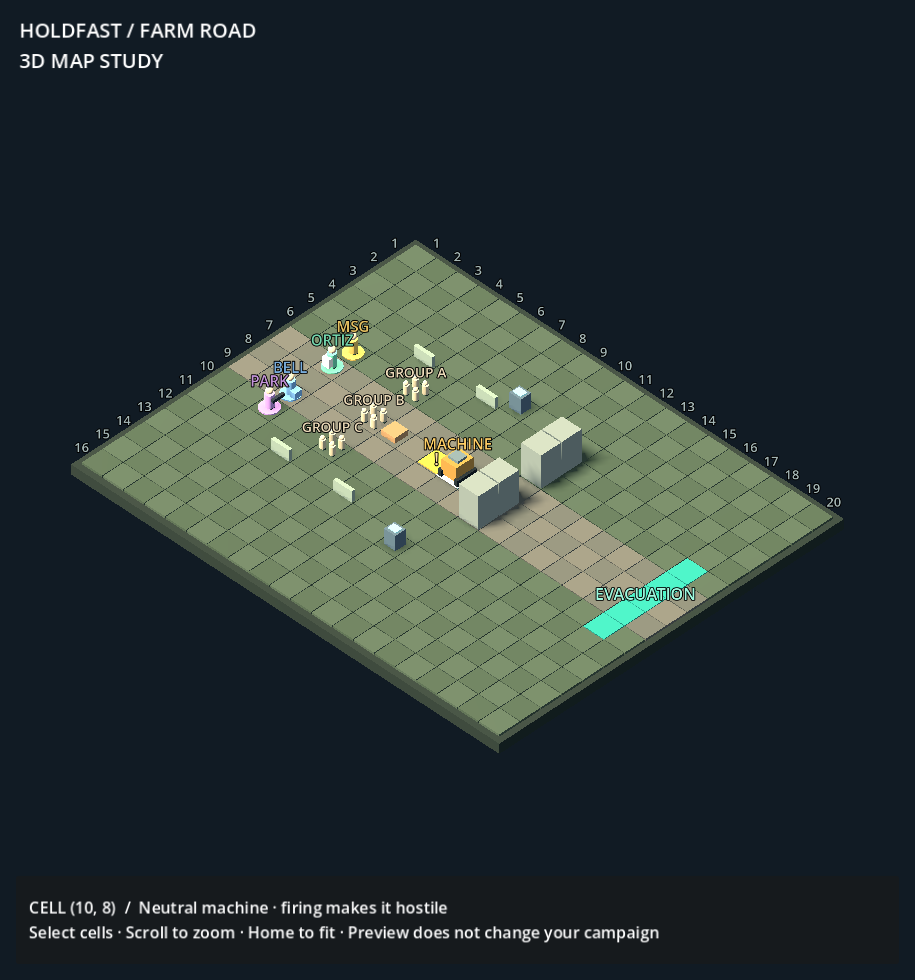 HOLDFAST / FARM ROAD
3D MAP STUDY
1 1
2 2
3 3
4 4
5 5
6 6
7 7
8 8
9 9
10 10
11 11
12 12
13 13
14 14
15 15
16 16
17
18
19
20
MSG
ORTIZ
BELL
PARK
GROUP A
GROUP B
GROUP C
MACHINE
!
EVACUATION
CELL (10, 8) / Neutral machine · firing makes it hostile
Select cells · Scroll to zoom · Home to fit · Preview does not change your campaign